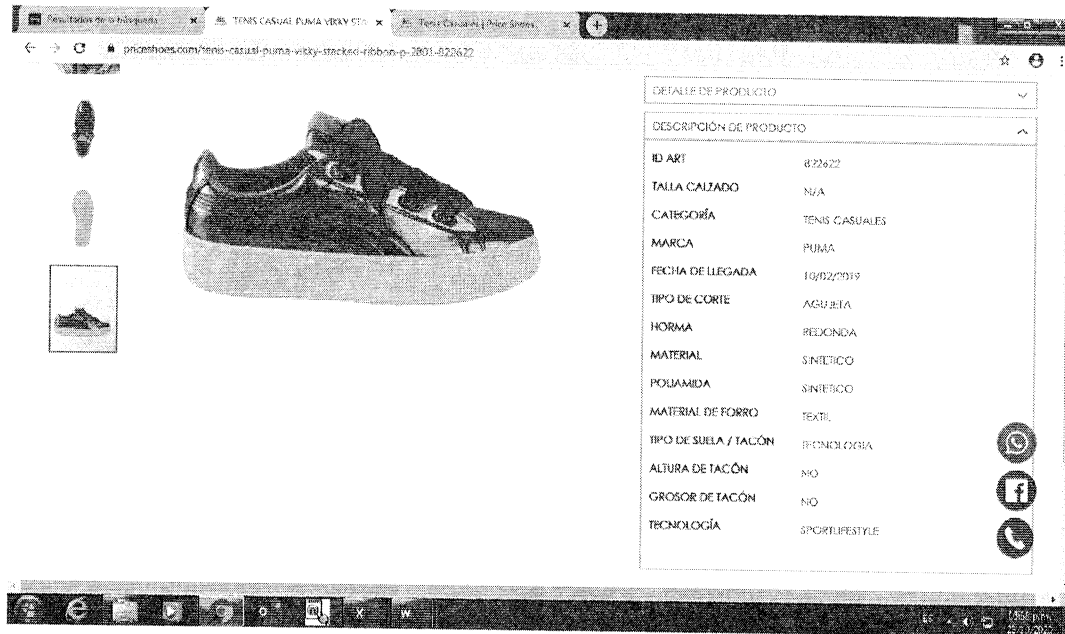 Resultados de la búsqueda
TENIS CASUAL PUMA VIKKY STA
Tenis Casuales | Price Shoes
priceshoes.com/tenis-casual-puma-vikky-stacked-ribbon-p-2801-822622
DETALLE DE PRODUCTO
DESCRIPCIÓN DE PRODUCTO
ID ART 822622
TALLA CALZADO N/A
CATEGORÍA TENIS CASUALES
MARCA PUMA
FECHA DE LLEGADA 10/02/2019
TIPO DE CORTE AGUJETA
HORMA REDONDA
MATERIAL SINTETICO
POLIAMIDA SINTETICO
MATERIAL DE FORRO TEXTIL
TIPO DE SUELA / TACÓN TECNOLOGIA
ALTURA DE TACÓN NO
GROSOR DE TACÓN NO
TECNOLOGÍA SPORTLIFESTYLE
ES